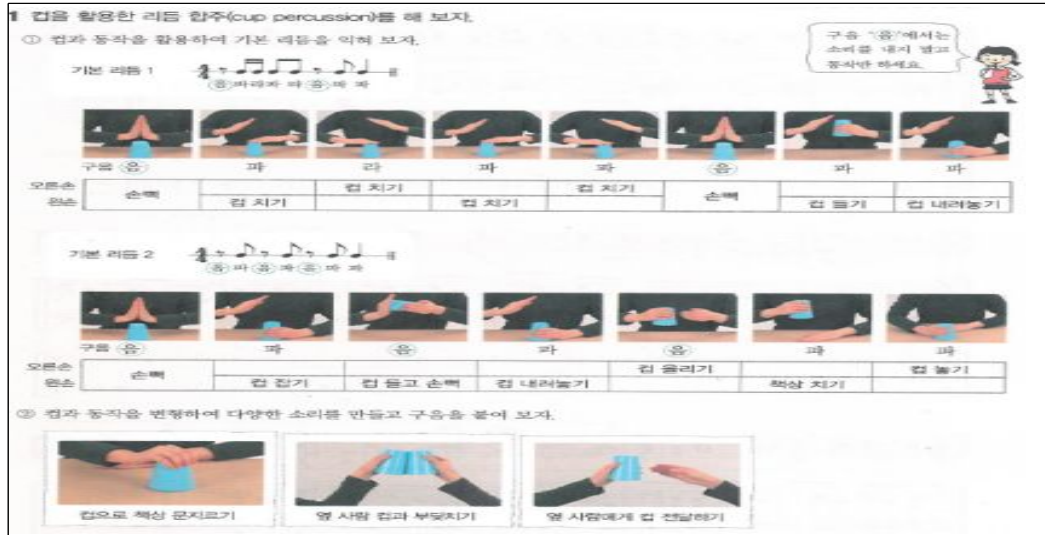 1 컵을 활용한 리듬 합주(cup percussion)를 해 보자.
① 컵과 동작을 활용하여 기본 리듬을 익혀 보자.
구음 '음'에서는
소리를 내지 말고
동작만 하세요.
기본 리듬 1
음 파라파 파 음 파 파
구음 음 파 라 파 파 음 파 파
오른손 손뼉 컵 치기 컵 치기 손뼉
왼손 컵 치기 컵 치기 컵 들기 컵 내려놓기
기본 리듬 2
음 파 음 파 음 파 파
구음 음 파 음 파 음 파 파
오른손 손뼉 컵 올리기 컵 놓기
왼손 컵 잡기 컵 들고 손뼉 컵 내려놓기 책상 치기
② 컵과 동작을 변형하여 다양한 소리를 만들고 구음을 붙여 보자.
컵으로 책상 문지르기
옆 사람 컵과 부딪치기
옆 사람에게 컵 전달하기